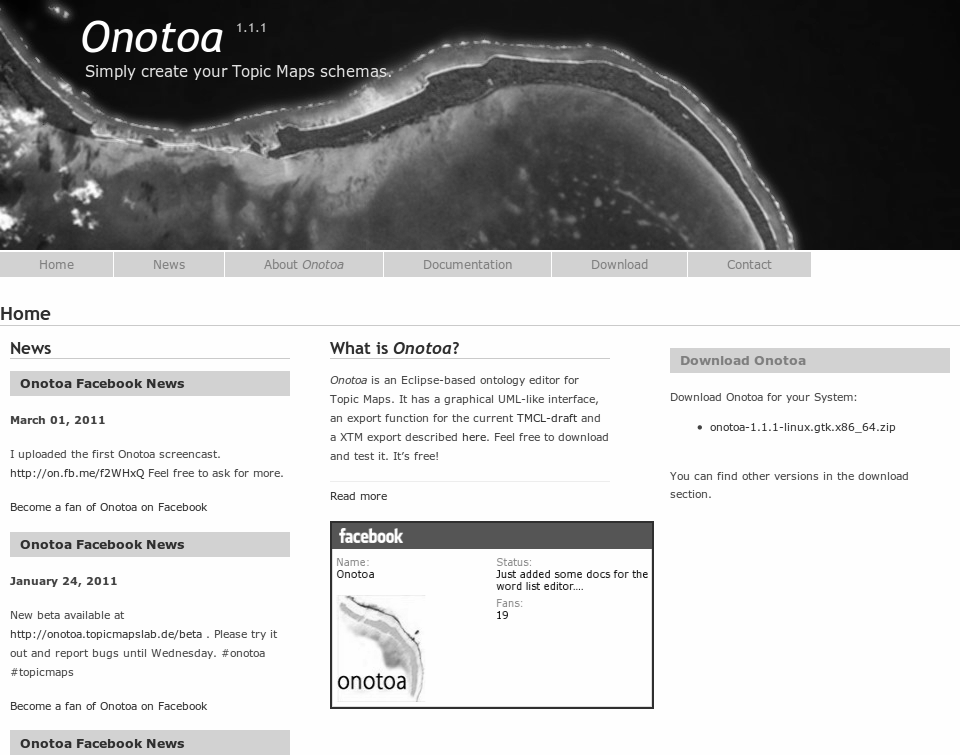 Onotoa 1.1.1
Simply create your Topic Maps schemas.
Home News About Onotoa Documentation Download Contact
Home
News
Onotoa Facebook News
March 01, 2011
I uploaded the first Onotoa screencast.
http://on.fb.me/f2WHxQ Feel free to ask for more.
Become a fan of Onotoa on Facebook
Onotoa Facebook News
January 24, 2011
New beta available at
http://onotoa.topicmapslab.de/beta . Please try it
out and report bugs until Wednesday. #onotoa
#topicmaps
Become a fan of Onotoa on Facebook
Onotoa Facebook News
What is Onotoa?
Onotoa is an Eclipse-based ontology editor for
Topic Maps. It has a graphical UML-like interface,
an export function for the current TMCL-draft and
a XTM export described here. Feel free to download
and test it. It's free!
Read more
facebook
Name:
Onotoa
onotoa
Status:
Just added some docs for the
word list editor....
Fans:
19
Download Onotoa
Download Onotoa for your System:
• onotoa-1.1.1-linux.gtk.x86_64.zip
You can find other versions in the download
section.